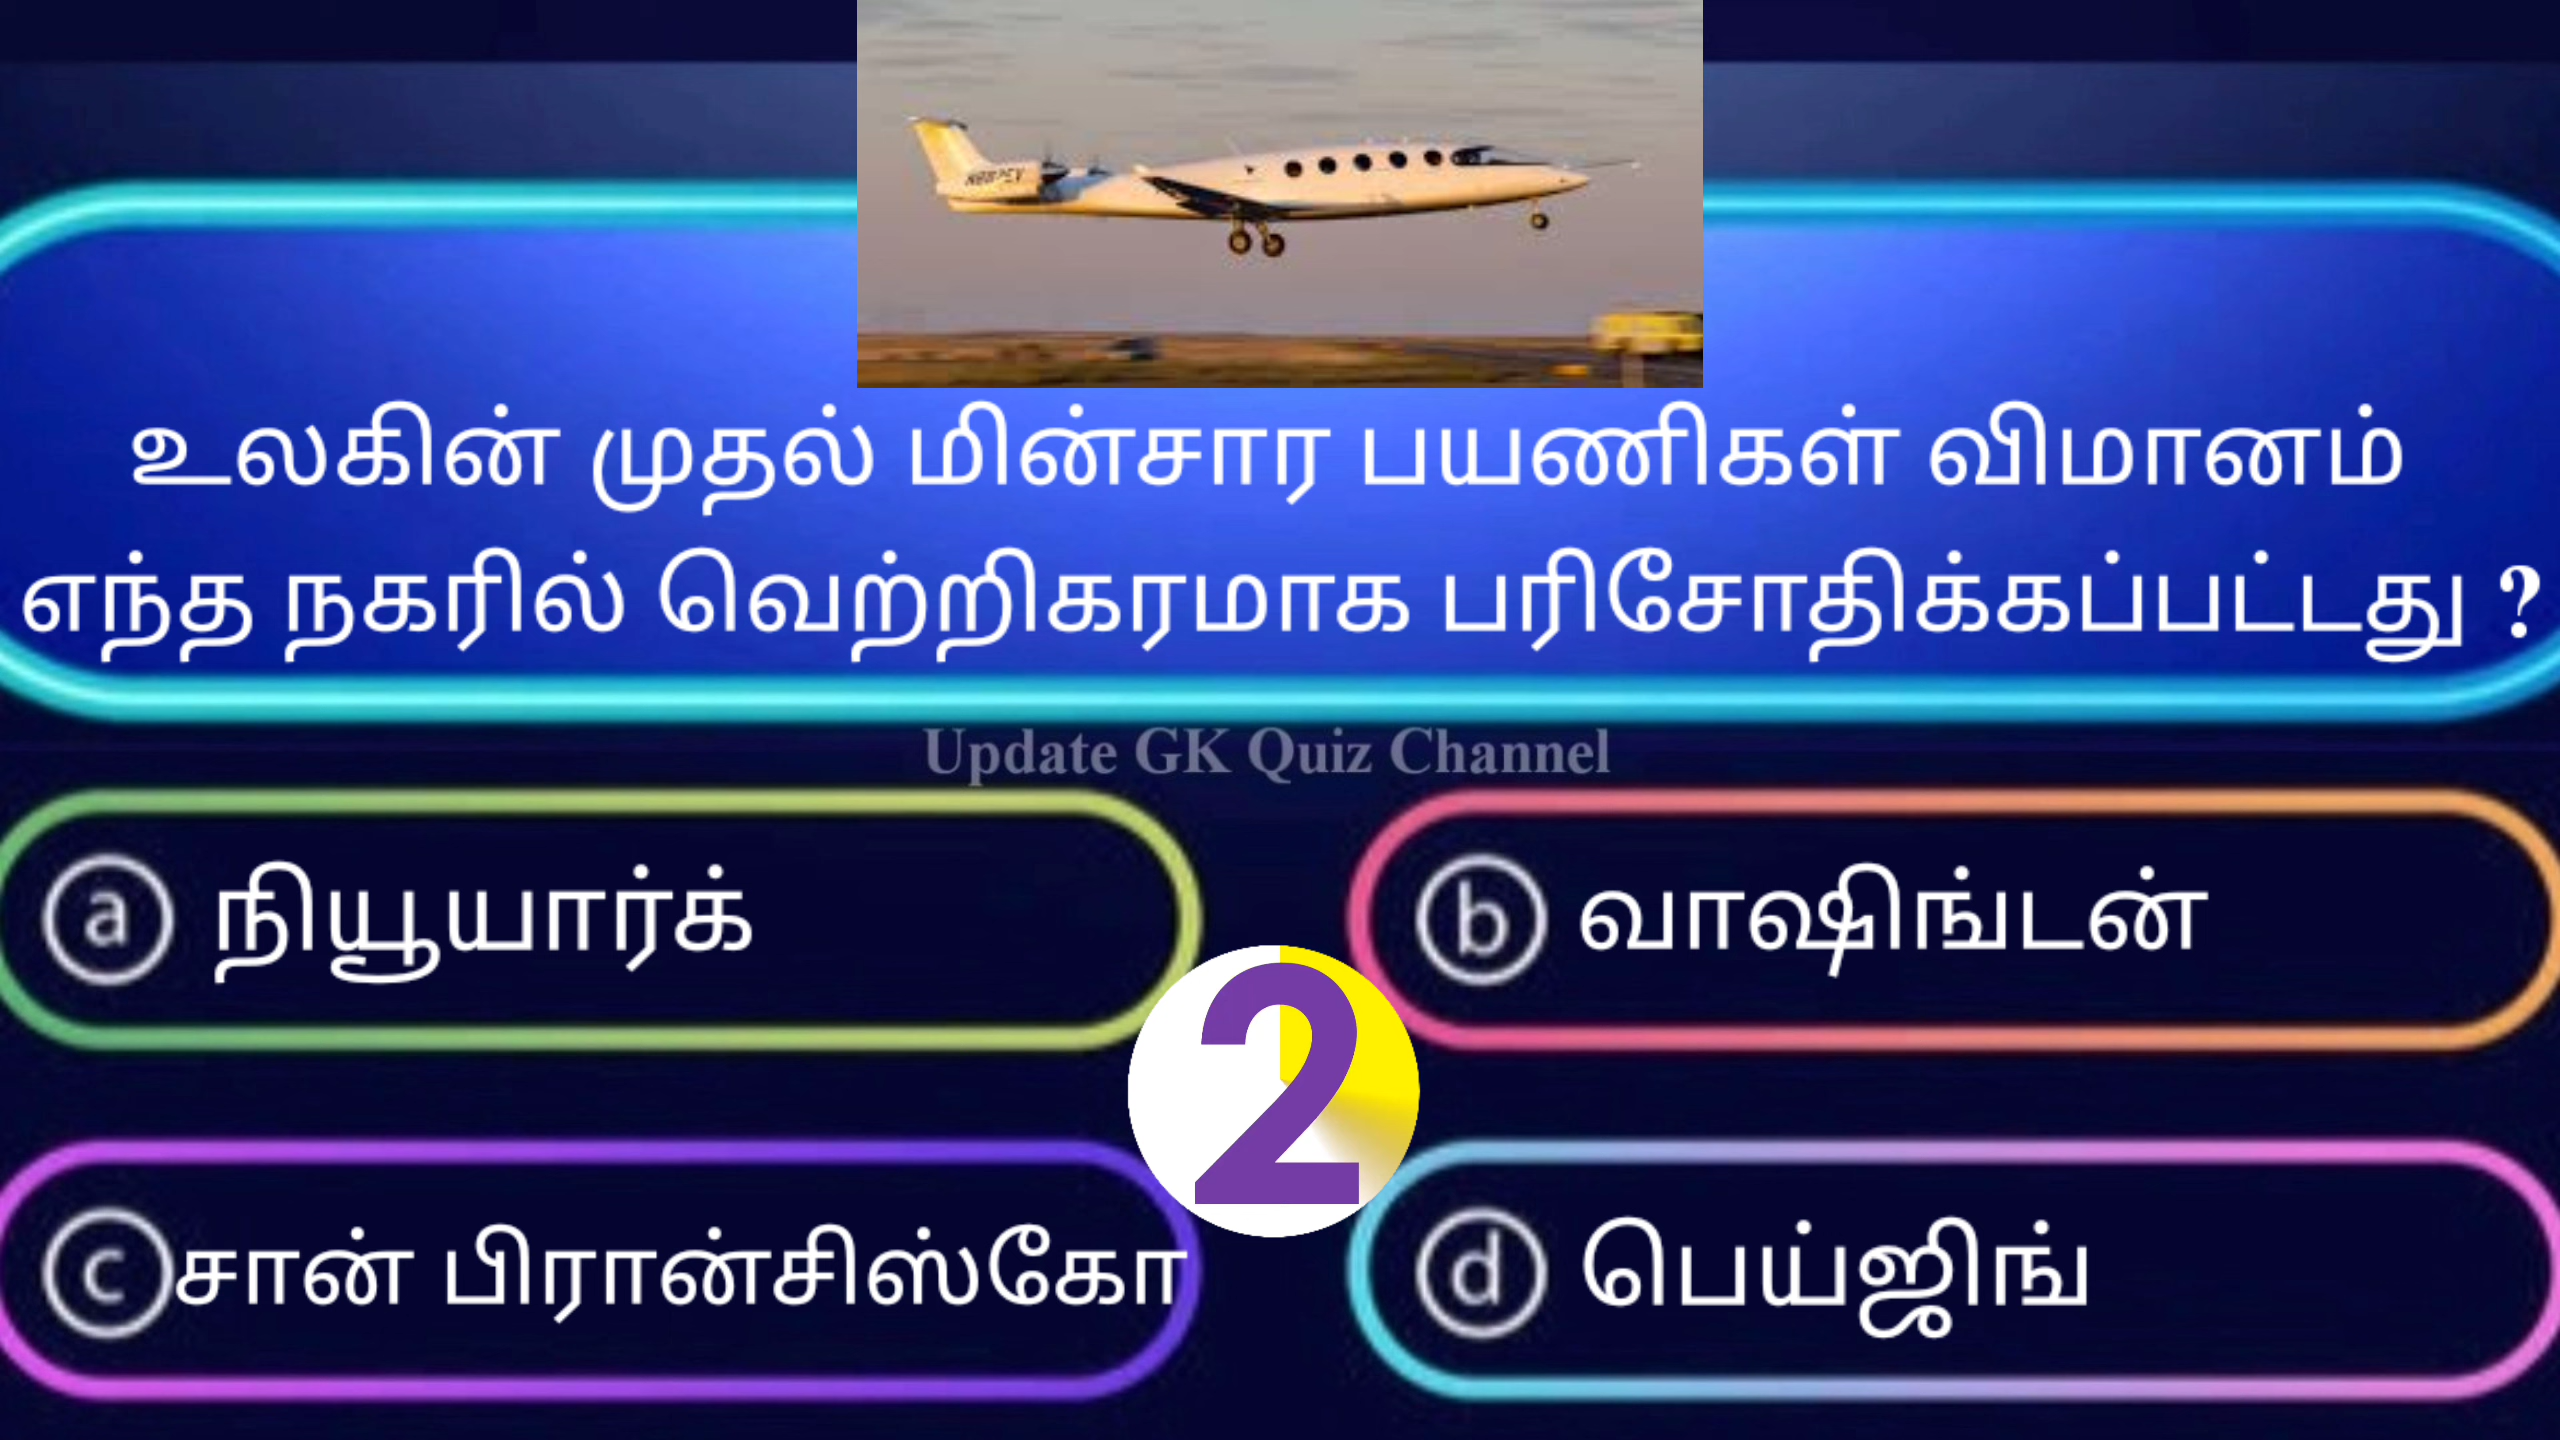 உலகின் முதல் மின்சார பயணிகள் விமானம்
எந்த நகரில் வெற்றிகரமாக பரிசோதிக்கப்பட்டது ?
Update GK Quiz Channel
a நியூயார்க்
b வாஷிங்டன்
2
c சான் பிரான்சிஸ்கோ
d பெய்ஜிங்